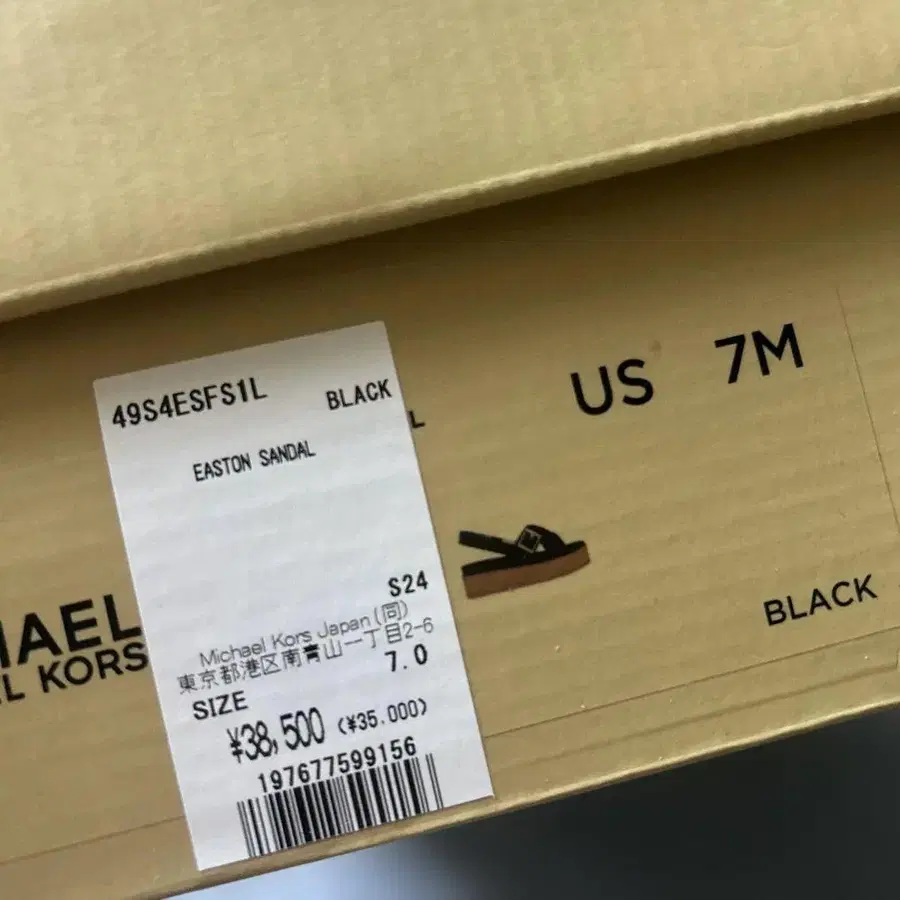 49S4ESFS1L BLACK
EASTON SANDAL
S24
Michael Kors Japan(同)
東京都港区南青山一丁目2-6
SIZE 7.0
¥38,500 (¥35.000)
197677599156
L
US 7M
BLACK
HAEL
L KORS